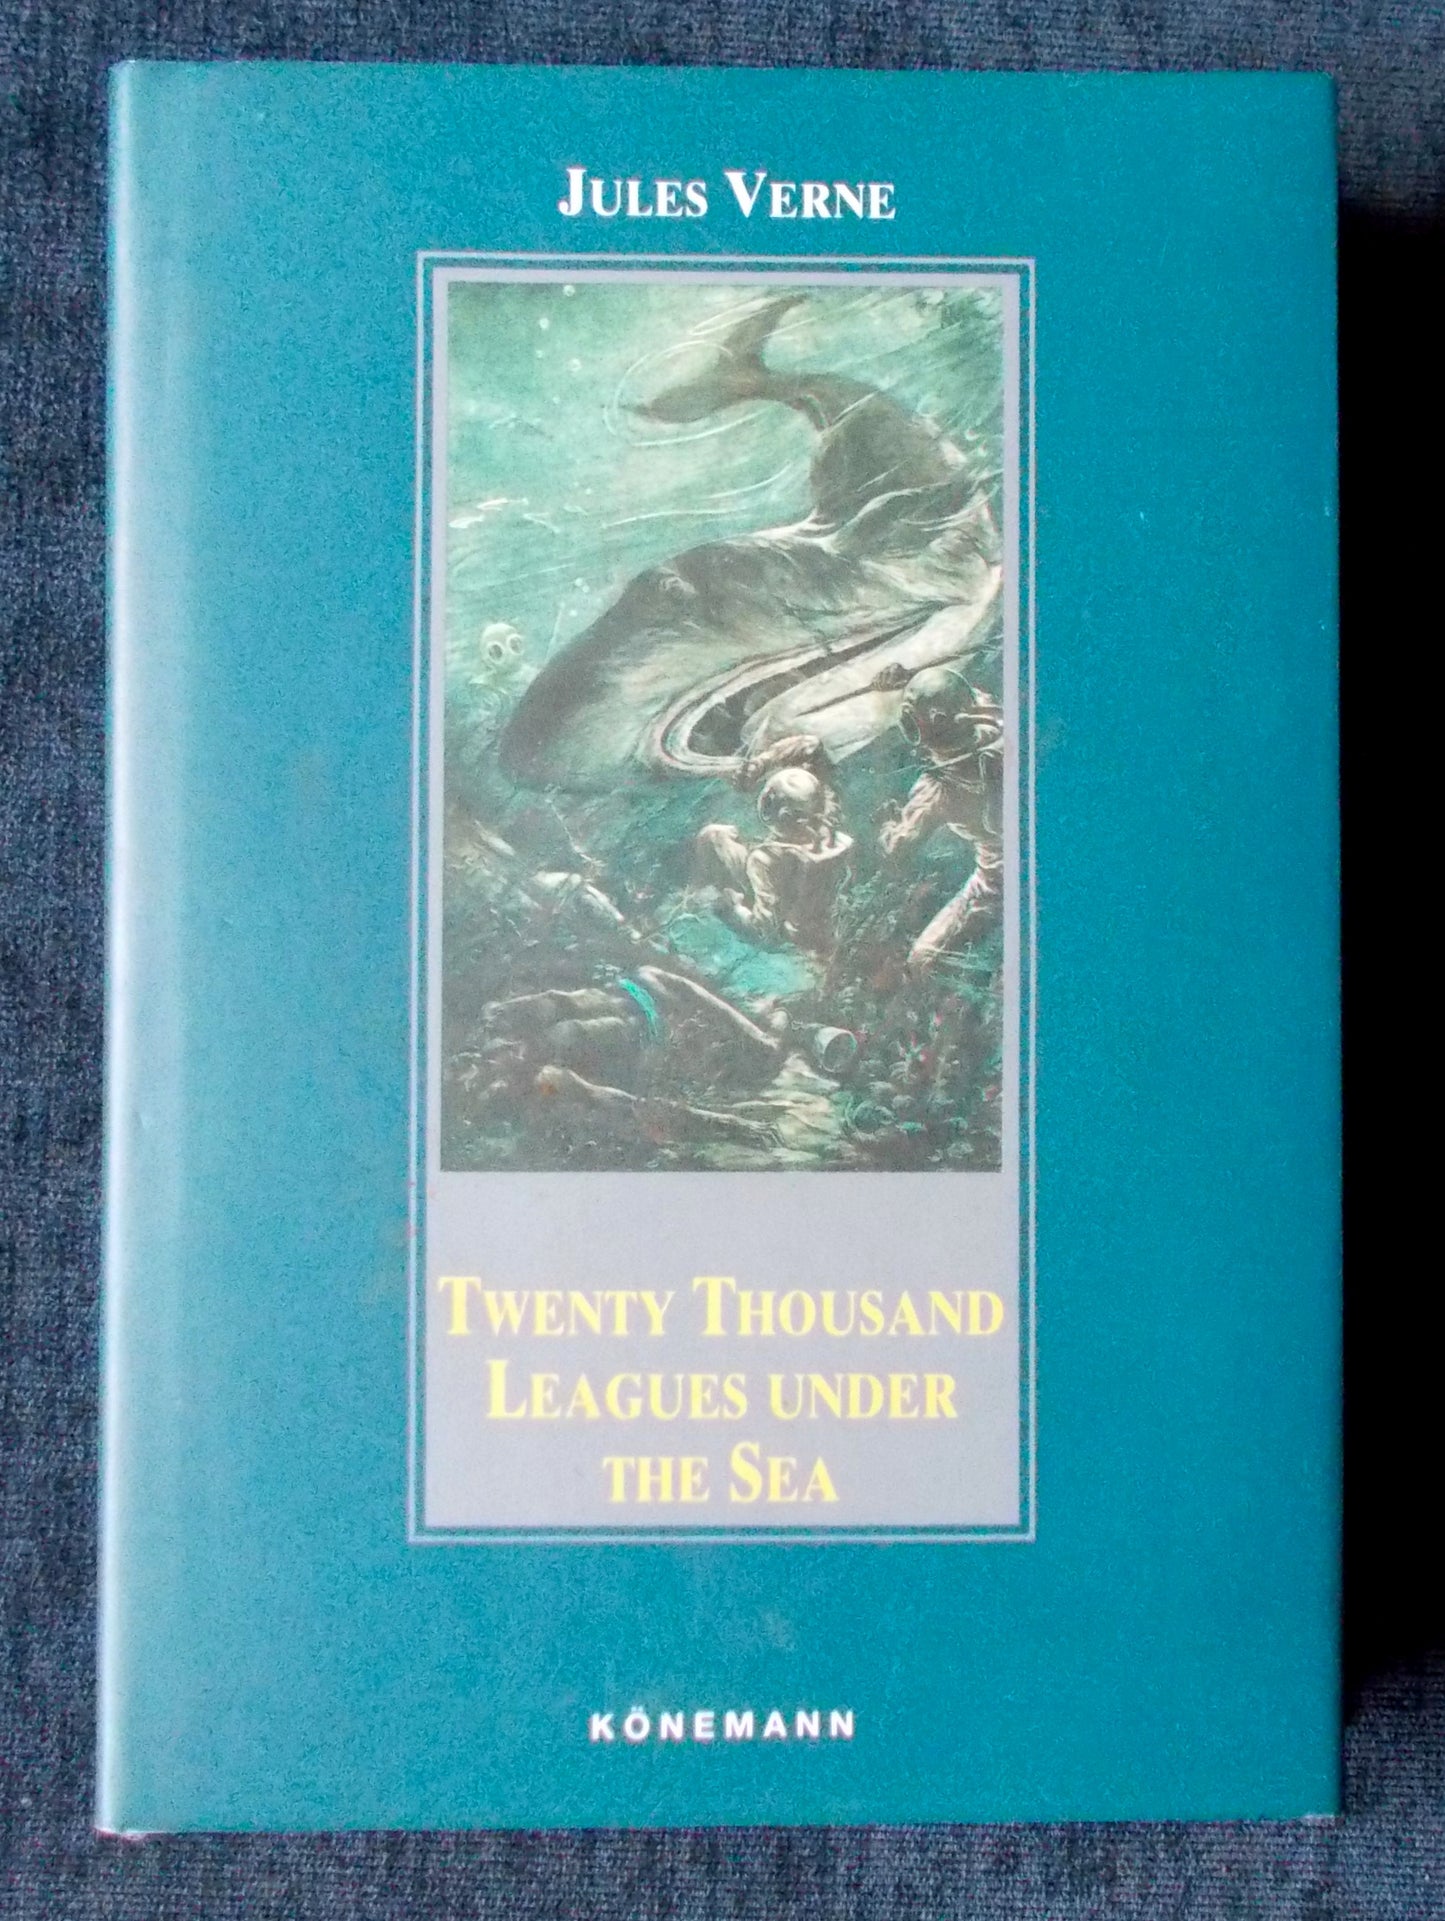 JULES VERNE
TWENTY THOUSAND
LEAGUES UNDER
THE SEA
KÖNEMANN